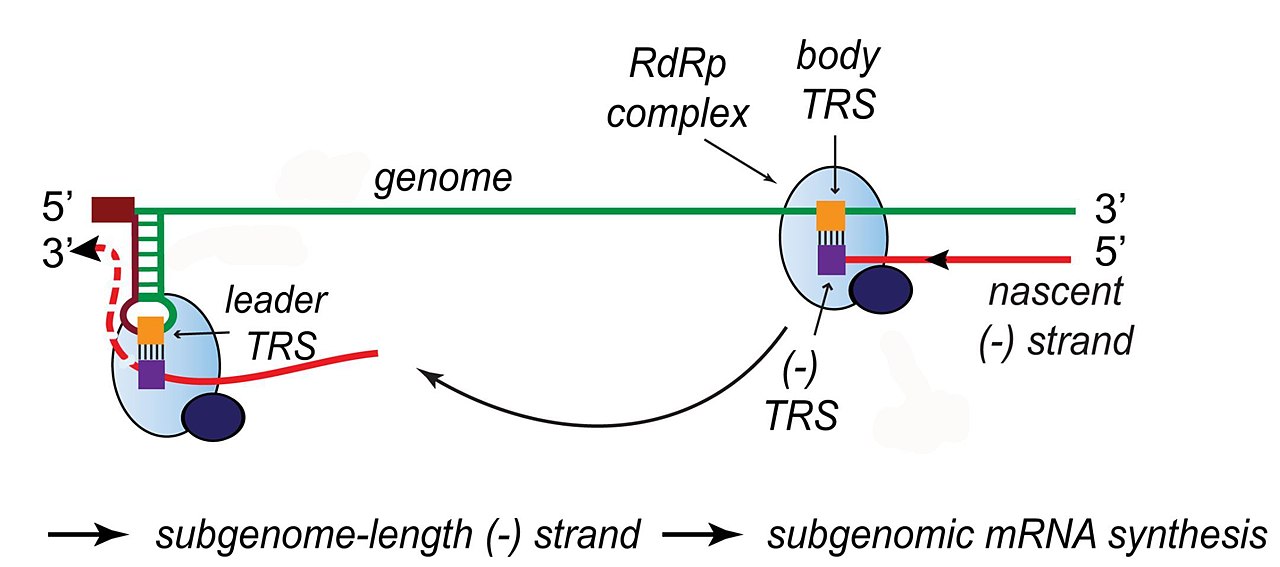 RdRp
complex
body
TRS
genome
5’
3’
3’
5’
leader
TRS
nascent
(-) strand
(-)
TRS
subgenome-length (-) strand
subgenomic mRNA synthesis